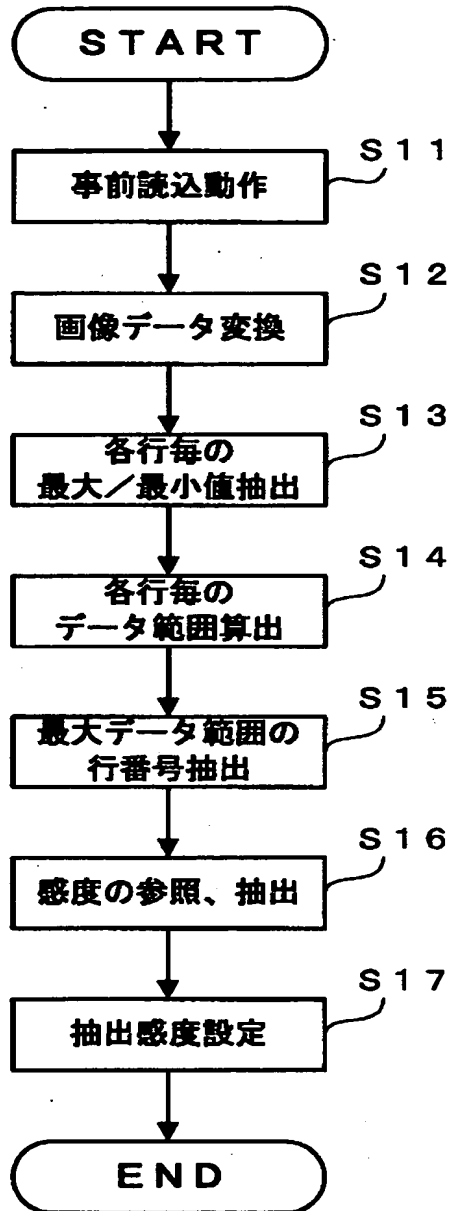 START
S11
事前読込動作
S12
画像データ変換
S13
各行毎の
最大／最小値抽出
S14
各行毎の
データ範囲算出
S15
最大データ範囲の
行番号抽出
S16
感度の参照、抽出
S17
抽出感度設定
END